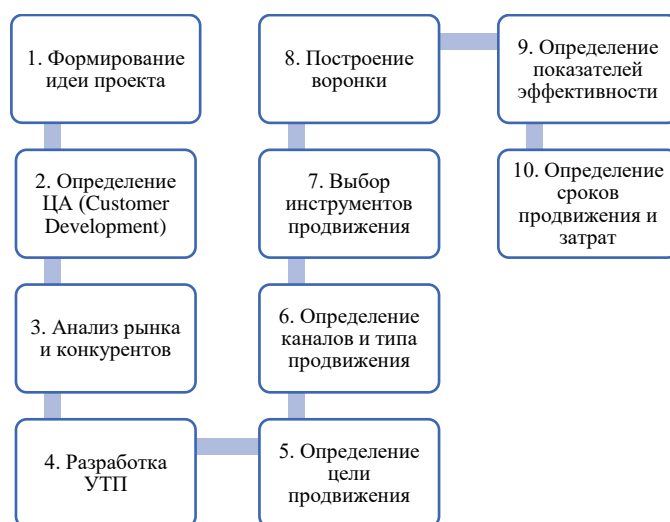 1. Формирование
идеи проекта
2. Определение
ЦА (Customer
Development)
3. Анализ рынка
и конкурентов
4. Разработка
УТП
5. Определение
цели
продвижения
6. Определение
каналов и типа
продвижения
7. Выбор
инструментов
продвижения
8. Построение
воронки
9. Определение
показателей
эффективности
10. Определение
сроков
продвижения и
затрат